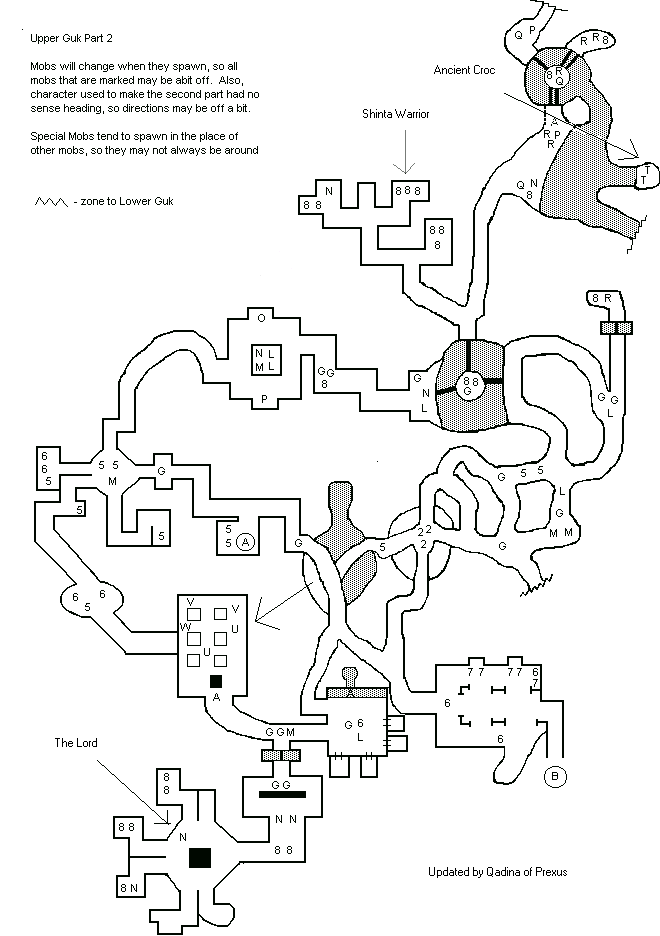 Upper Guk Part 2
Mobs will change when they spawn, so all
mobs that are marked may be abit off. Also,
character used to make the second part had no
sense heading, so directions may be off a bit.
Special Mobs tend to spawn in the place of
other mobs, so they may not always be around
- zone to Lower Guk
Q P
R R 8
Ancient Croc
8 R
Q
A
R P
R
T
T
Shinta Warrior
N
8 8
8 8 8
Q N
8
8 8
8
8 R
O
N L
M L
P
G G
8
G
N
L
8 8
G
G G
L
6
6
5
5 5
M
G
5
5
5
5 A
G
5
2 2
2
G 5 5
L
G
M M
G
6 6
5
V V
W U
U
A
G G M
A
G 6
L
7 7 7 7 6
7
6
6
B
The Lord
G G
N N
8 8
8
8
8 8
N
8 N
Updated by Qadina of Prexus